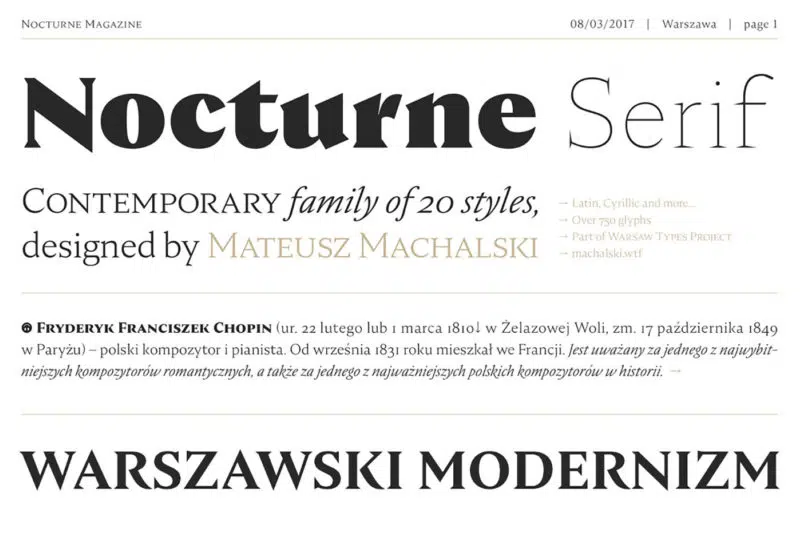 Nocturne Magazine
08/03/2017 | Warszawa | page 1
Nocturne Serif
Contemporary family of 20 styles,
designed by Mateusz Machalski
→ Latin, Cyrillic and more...
→ Over 750 glyphs
→ Part of Warsaw Types Project
→ machalski.wtf
Fryderyk Franciszek Chopin (ur. 22 lutego lub 1 marca 1810↓ w Żelazowej Woli, zm. 17 października 1849
w Paryżu) – polski kompozytor i pianista. Od września 1831 roku mieszkał we Francji. Jest uważany za jednego z najwybit-
niejszych kompozytorów romantycznych, a także za jednego z najważniejszych polskich kompozytorów w historii. →
WARSZAWSKI MODERNIZM